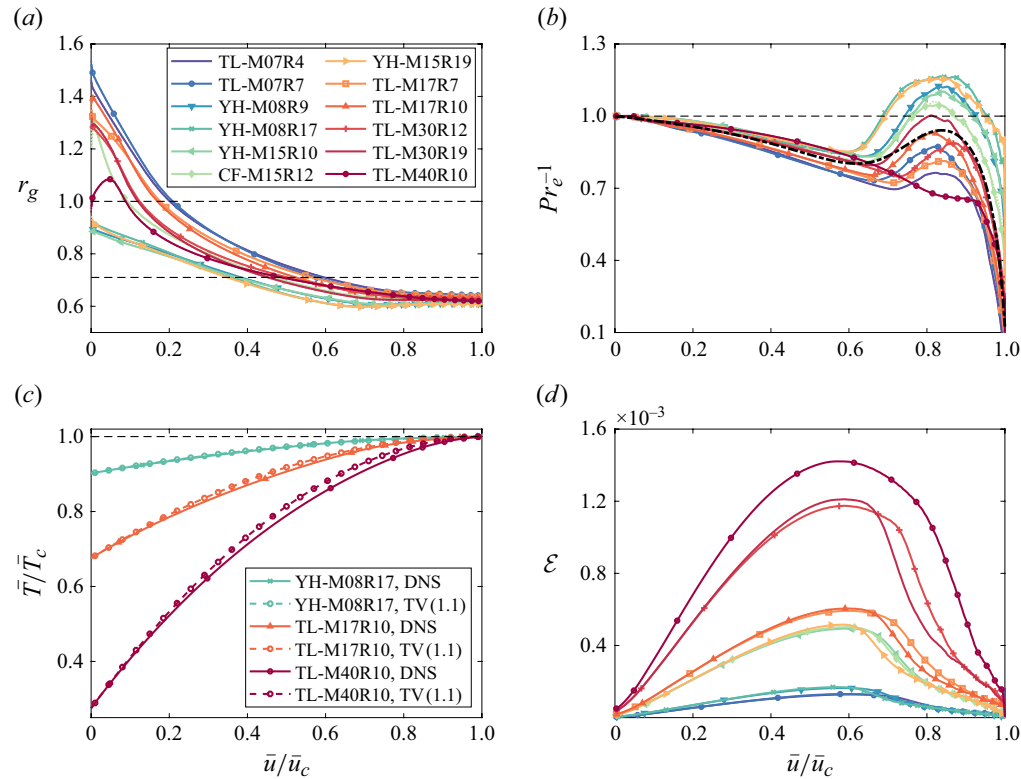 (a)
1.6
1.4
1.2
1.0
0.8
0.6
r_g
0
0.2
0.4
0.6
0.8
1.0
TL-M07R4
TL-M07R7
YH-M08R9
YH-M08R17
YH-M15R10
CF-M15R12
YH-M15R19
TL-M17R7
TL-M17R10
TL-M30R12
TL-M30R19
TL-M40R10
(b)
1.3
1.0
0.7
0.4
0.1
Pr_e^{-1}
0
0.2
0.4
0.6
0.8
1.0
(c)
1.0
0.8
0.6
0.4
T̄/T̄_c
0
0.2
0.4
0.6
0.8
1.0
ū/ū_c
YH-M08R17, DNS
YH-M08R17, TV(1.1)
TL-M17R10, DNS
TL-M17R10, TV(1.1)
TL-M40R10, DNS
TL-M40R10, TV(1.1)
(d)
×10⁻³
1.6
1.2
0.8
0.4
0
ℰ
0
0.2
0.4
0.6
0.8
1.0
ū/ū_c